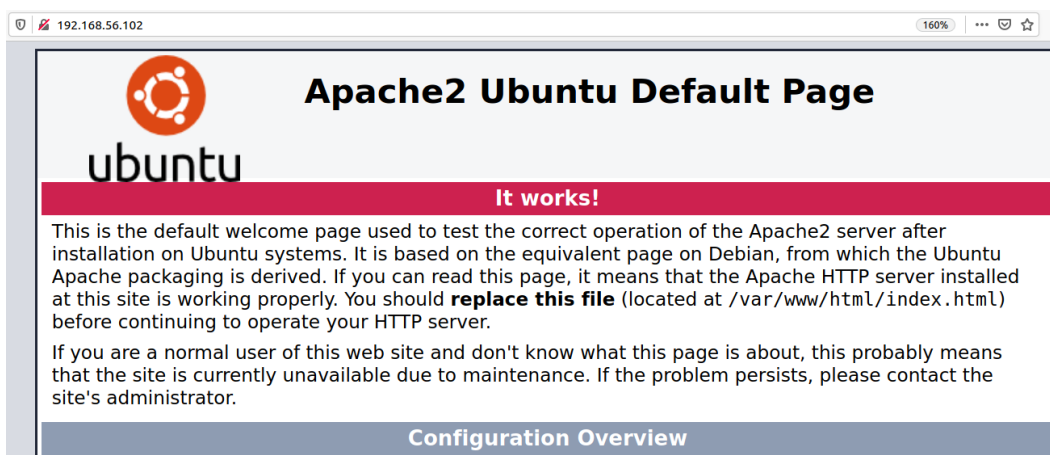 192.168.56.102 160%
Apache2 Ubuntu Default Page
ubuntu
It works!
This is the default welcome page used to test the correct operation of the Apache2 server after
installation on Ubuntu systems. It is based on the equivalent page on Debian, from which the Ubuntu
Apache packaging is derived. If you can read this page, it means that the Apache HTTP server installed
at this site is working properly. You should replace this file (located at /var/www/html/index.html)
before continuing to operate your HTTP server.
If you are a normal user of this web site and don't know what this page is about, this probably means
that the site is currently unavailable due to maintenance. If the problem persists, please contact the
site's administrator.
Configuration Overview